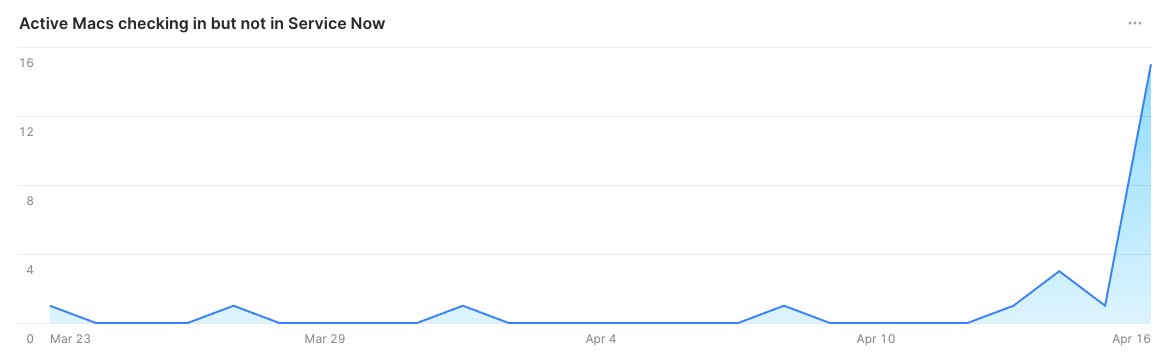 Active Macs checking in but not in Service Now
16
12
8
4
0
Mar 23
Mar 29
Apr 4
Apr 10
Apr 16